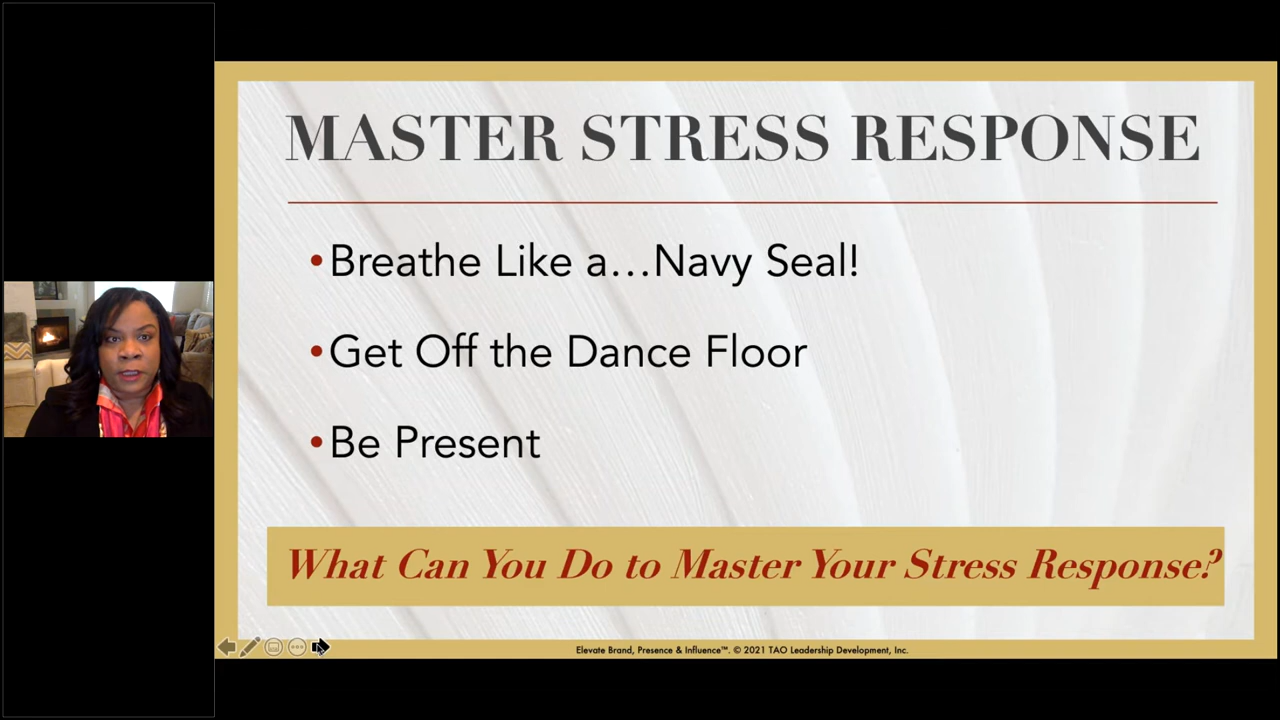 MASTER STRESS RESPONSE
•Breathe Like a…Navy Seal!
•Get Off the Dance Floor
•Be Present
What Can You Do to Master Your Stress Response?
Elevate Brand, Presence & Influence™. © 2021 TAO Leadership Development, Inc.